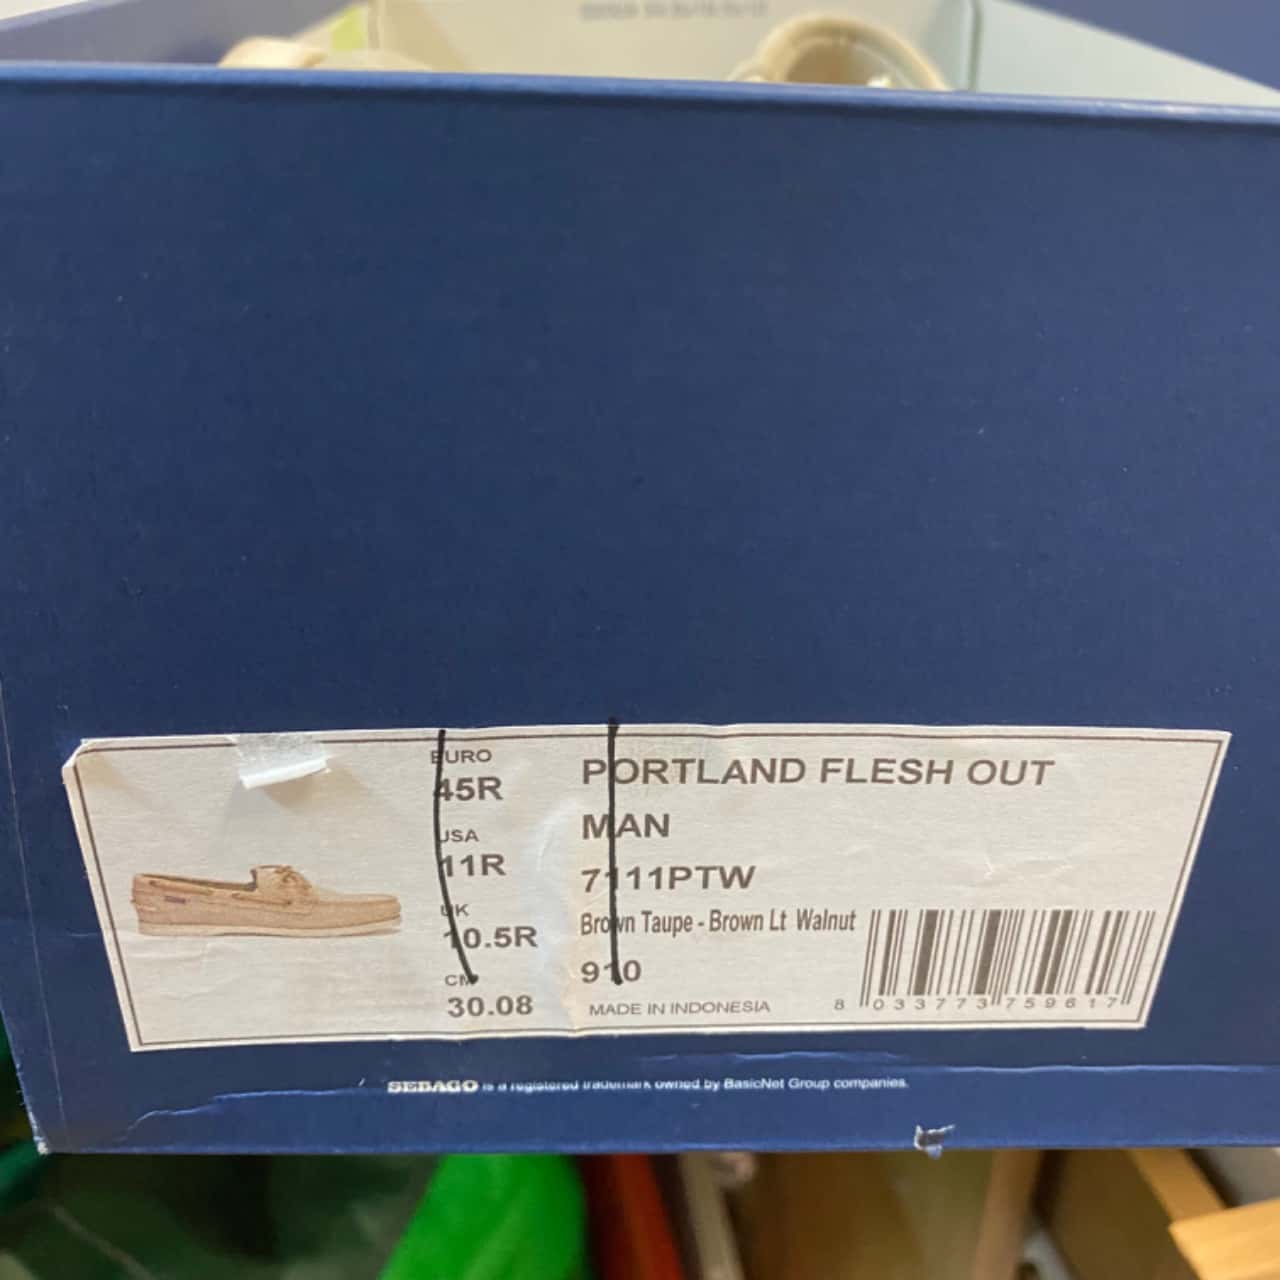 EURO
45R
USA
11R
UK
10.5R
CM
30.08
PORTLAND FLESH OUT
MAN
7111PTW
Brown Taupe - Brown Lt Walnut
910
MADE IN INDONESIA
8 033773 759617
SEBAGO is a registered trademark owned by BasicNet Group companies.